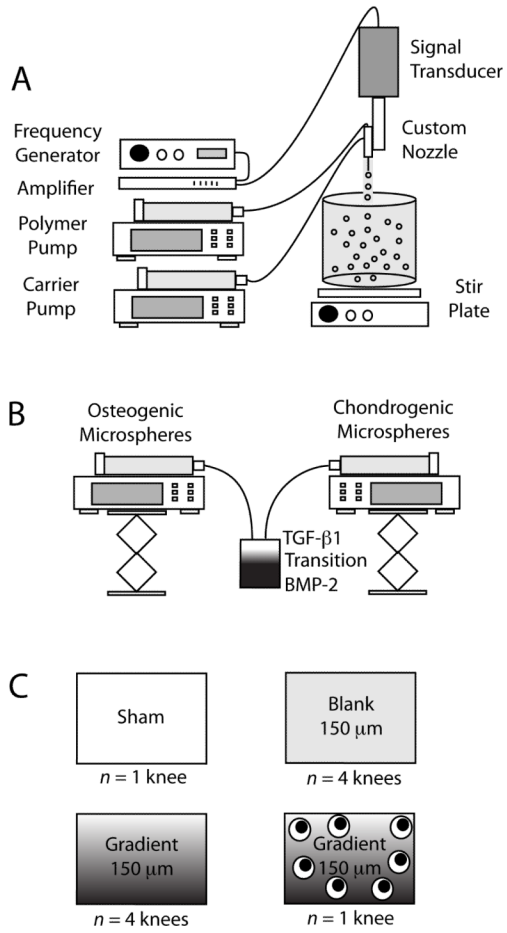 A
Signal
Transducer
Frequency
Generator
Custom
Nozzle
Amplifier
Polymer
Pump
Carrier
Pump
Stir
Plate
B
Osteogenic
Microspheres
Chondrogenic
Microspheres
TGF-β1
Transition
BMP-2
C
Sham
n = 1 knee
Blank
150 μm
n = 4 knees
Gradient
150 μm
n = 4 knees
Gradient
150 μm
n = 1 knee